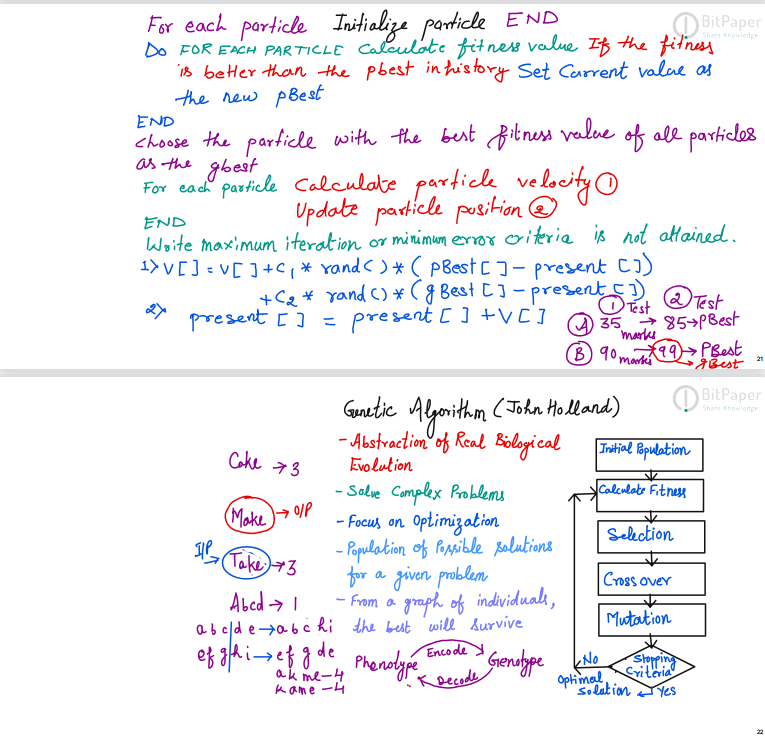 For each particle Initialize particle END
BitPaper
Share Knowledge
Do FOR EACH PARTICLE Calculate fitness value If the fitness
is better than the pbest in history Set Current value as
the new pBest
END
choose the particle with the best fitness value of all particles
as the gbest
For each particle Calculate particle velocity ①
Update particle position ②
END
Write maximum iteration or minimum error criteria is not attained.
1) V[] = V[] + C1 * rand() * (pBest[] - present [])
+ C2 * rand() * (gBest[] - present [])
2) present [] = present [] + V[]
① Test ② Test
A 35 marks → 85 → PBest
B 90 marks → 99 → PBest
→ gBest
21
BitPaper
Share Knowledge
Genetic Algorithm (John Holland)
- Abstraction of Real Biological
Evolution
- Solve Complex Problems
- Focus on Optimization
- Population of Possible Solutions
for a given problem
- From a graph of individuals,
the best will survive
Phenotype Encode Genotype
Decode
Coke → 3
Make → O/P
I/P → Take → 3
Abcd → 1
a b c | d e → a b c h i
e f g | h i → e f g d e
a k m e - 4
k a m e - 4
Initial Population
Calculate Fitness
Selection
Cross over
Mutation
Stopping
Criteria
No
Yes
Optimal
Solution
22